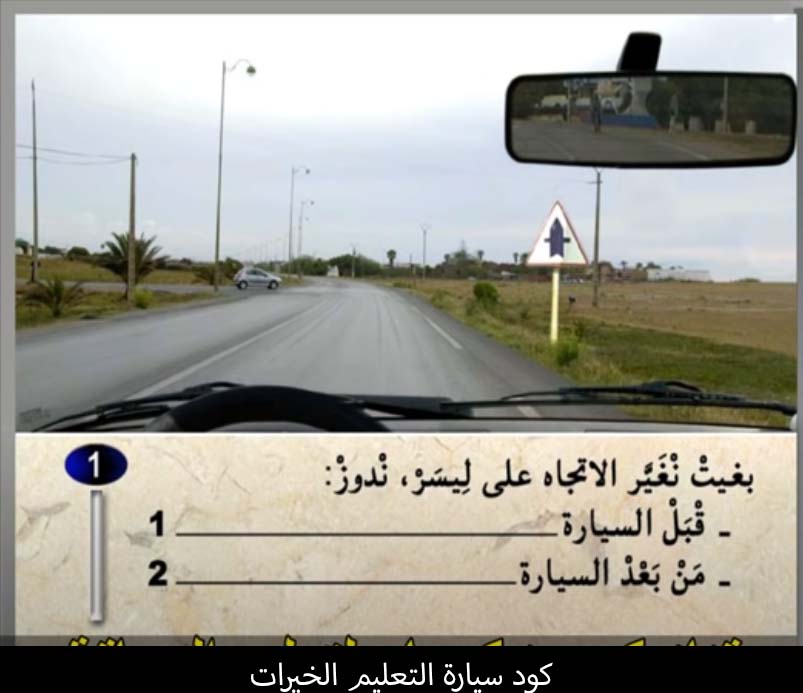 1
بغيتْ نْغَيَّر الاتجاه على لِيسَرْ، نْدوزْ:
- قْبَلْ السيارة 1
- مَنْ بَعَدْ السيارة 2
كود سيارة التعليم الخيرات